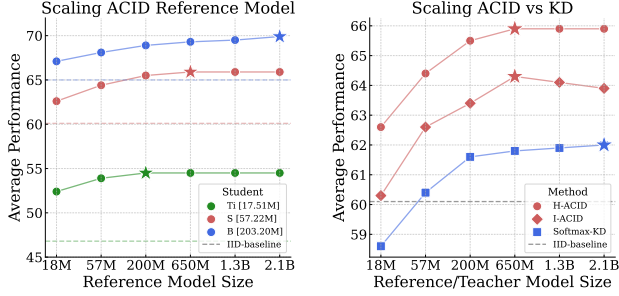 Scaling ACID Reference Model
Average Performance
70
65
60
55
50
45
18M 57M 200M 650M 1.3B 2.1B
Reference Model Size
Student
Ti [17.51M]
S [57.22M]
B [203.20M]
IID-baseline
Scaling ACID vs KD
Average Performance
66
65
64
63
62
61
60
59
18M 57M 200M 650M 1.3B 2.1B
Reference/Teacher Model Size
Method
H-ACID
I-ACID
Softmax-KD
IID-baseline